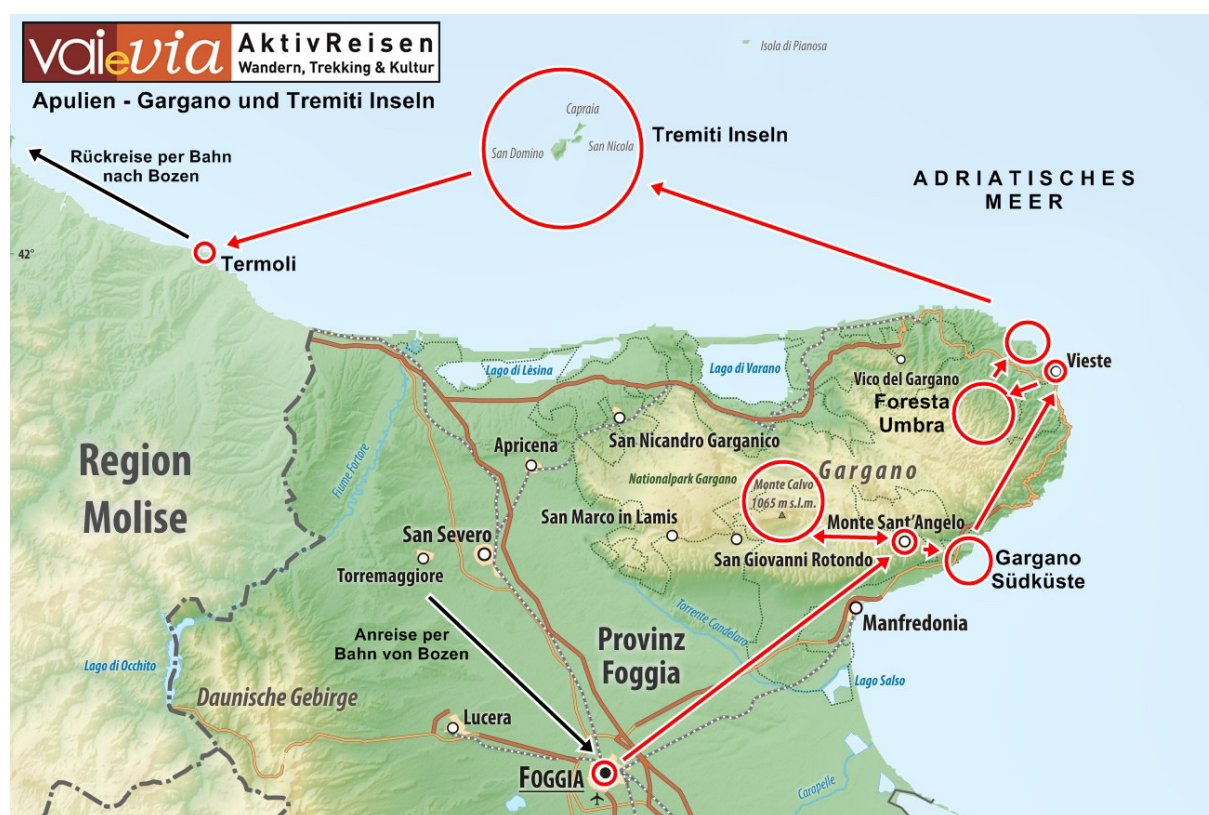 vai e via
AktivReisen
Wandern, Trekking & Kultur
Apulien - Gargano und Tremiti Inseln
Isola di Pianosa
Capraia
San Domino
San Nicola
Tremiti Inseln
Rückreise per Bahn
nach Bozen
ADRIATISCHES
MEER
42°
Termoli
Lago di Lèsina
Lago di Varano
Vico del Gargano
Vieste
Foresta
Umbra
San Nicandro Garganico
Apricena
Region
Molise
Fiume Fortore
Nationalpark Gargano
Gargano
Monte Calvo
1065 m s.l.m.
San Marco in Lamis
Monte Sant'Angelo
San Severo
San Giovanni Rotondo
Gargano
Südküste
Torremaggiore
Torrente Candelaro
Manfredonia
Anreise per
Bahn von Bozen
Provinz
Foggia
Lago di Occhito
Lago Salso
Daunische Gebirge
Lucera
FOGGIA
Carapelle